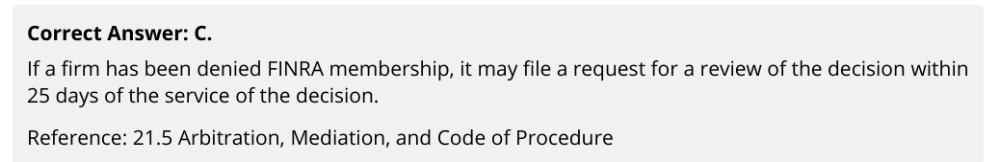 Correct Answer: C.
If a firm has been denied FINRA membership, it may file a request for a review of the decision within
25 days of the service of the decision.
Reference: 21.5 Arbitration, Mediation, and Code of Procedure